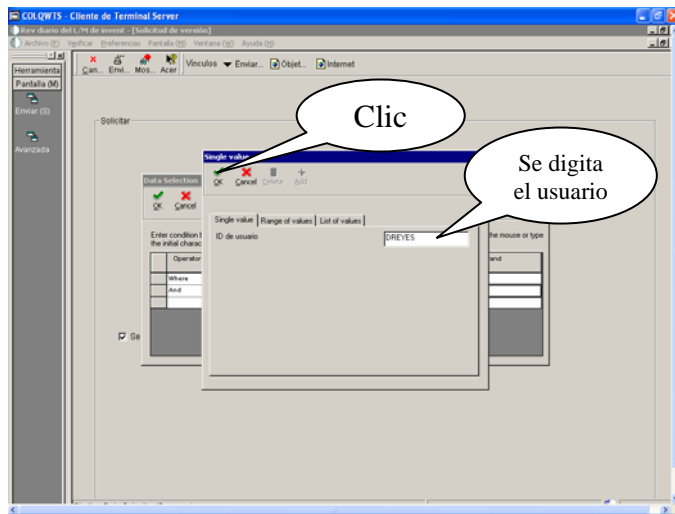 COLQWTS - Cliente de Terminal Server
Rev diario del L/M de invent - [Solicitud de versión]
Archivo (F) Verificar Preferencias Pantalla (M) Ventana (W) Ayuda (H)
Can... Envi... Mos... Acer Vínculos Enviar... Objet... Internet
Herramienta
Pantalla (M)
Enviar (S)
Avanzada
Solicitar
Clic
Se digita
el usuario
Single value
OK Cancel Delete Add
Data Selection
OK Cancel
Single value Range of values List of values
ID de usuario DREYES
Enter condition
the initial charac
he mouse or type
Operator
and
Where
And
Se